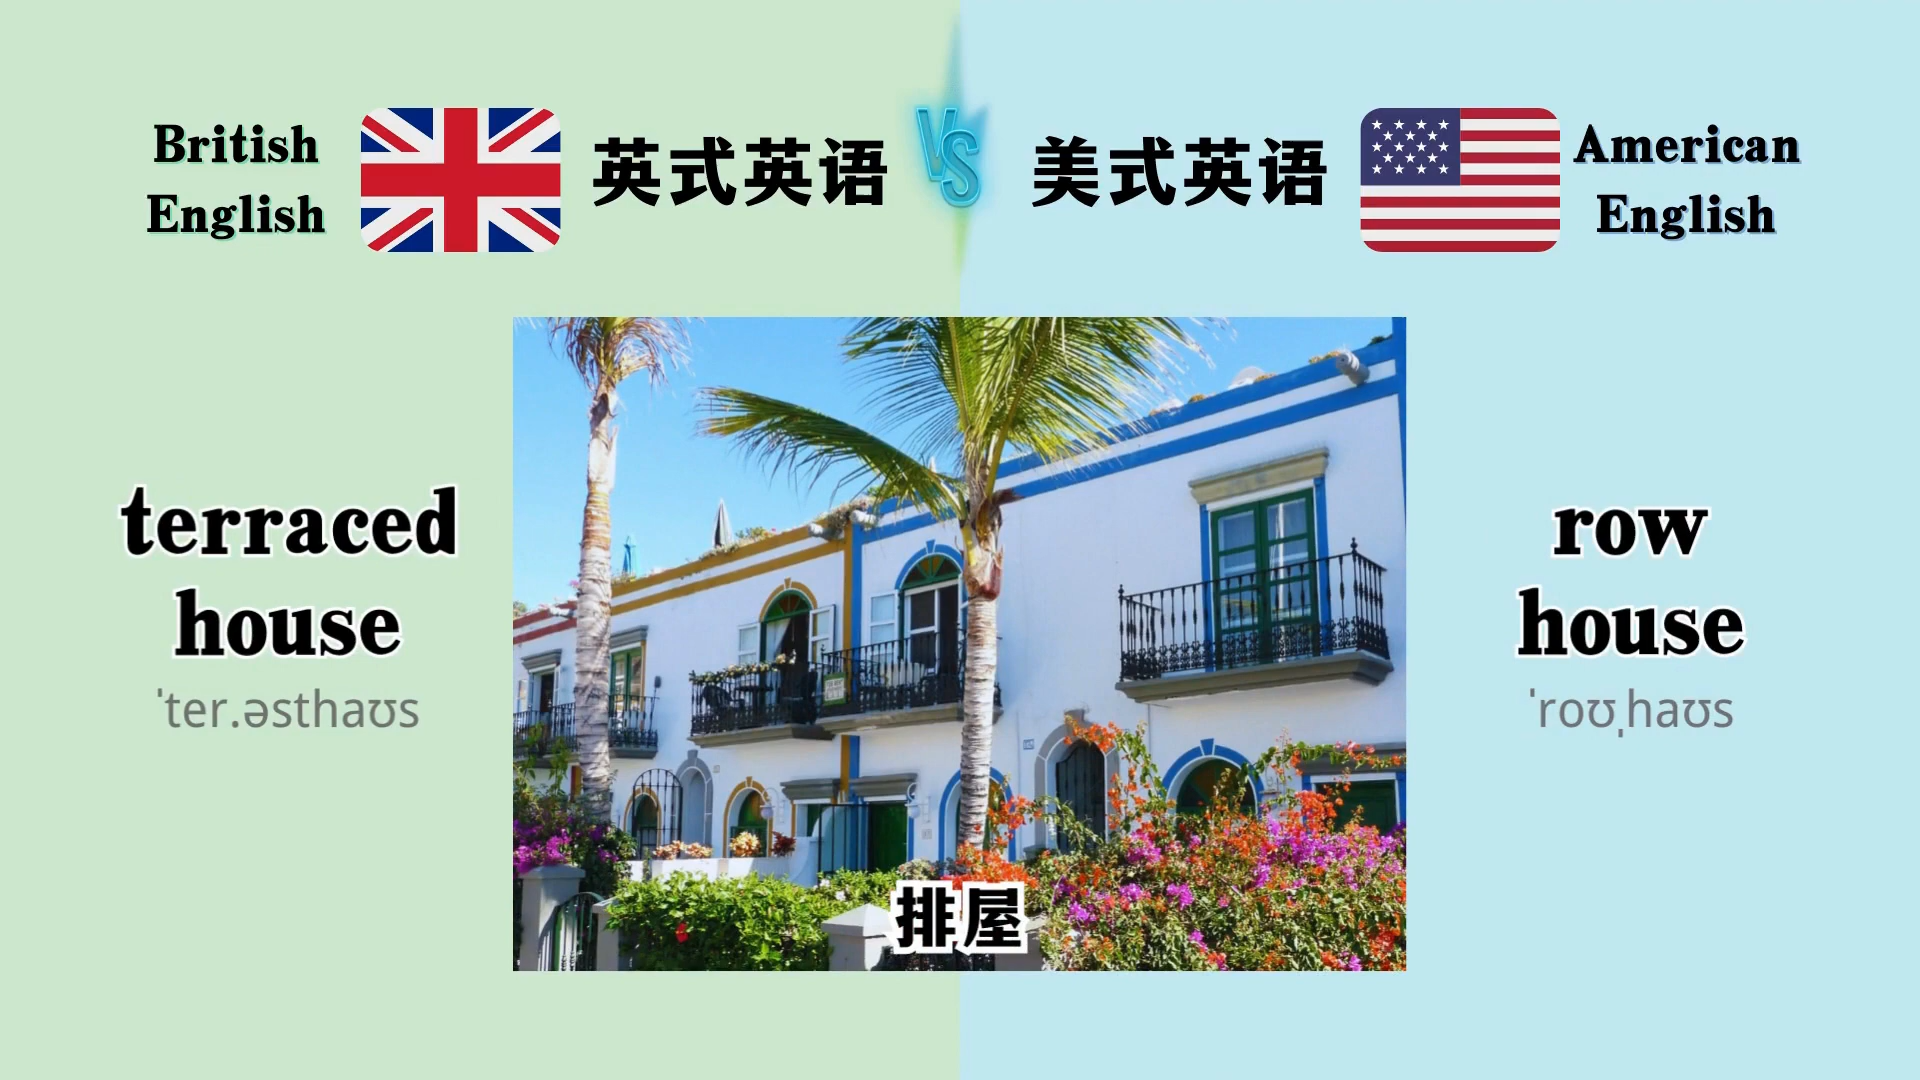 British
English
英式英语
VS
美式英语
American
English
terraced
house
ˈter.əsthaʊs
row
house
ˈroʊˌhaʊs
排屋